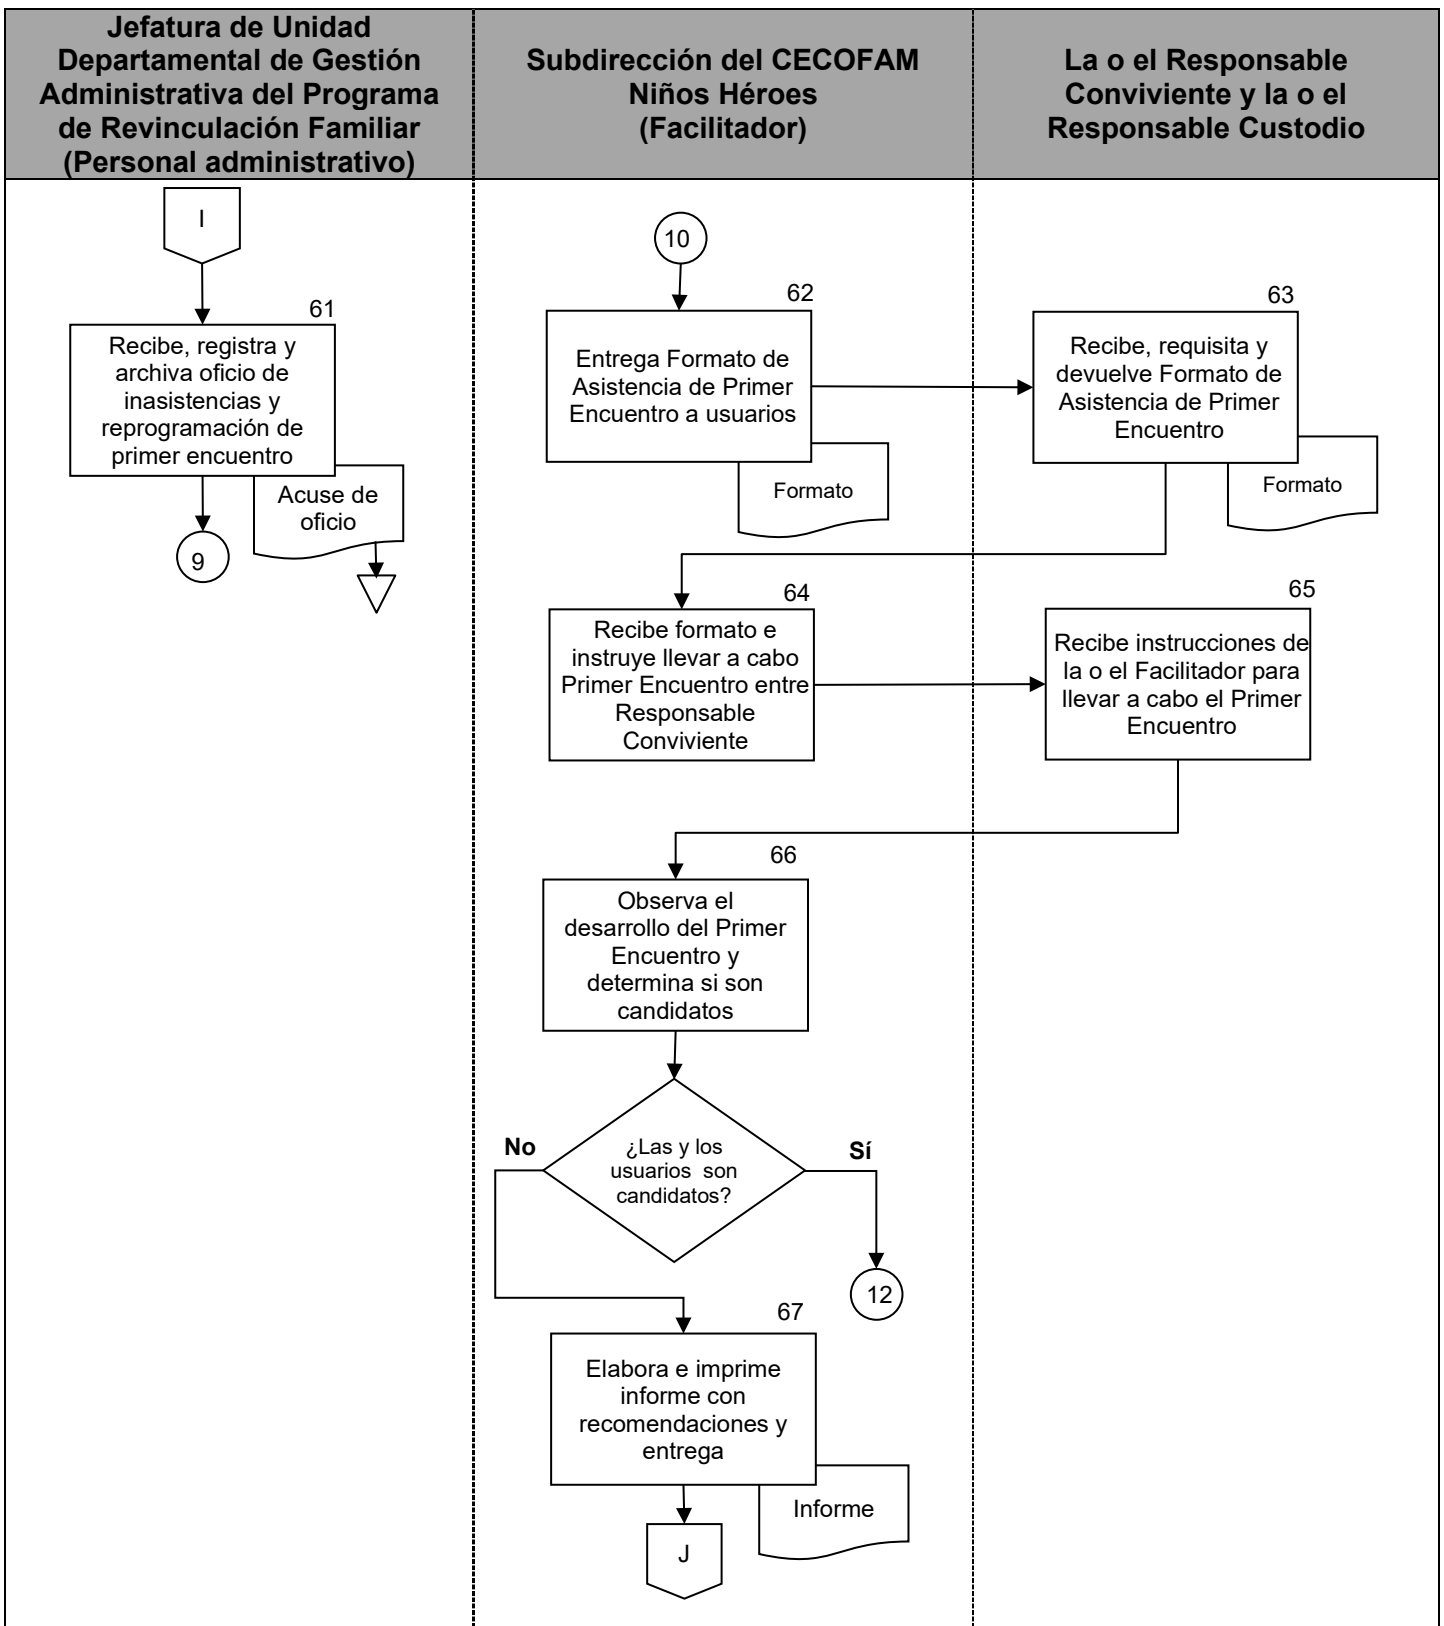 Jefatura de Unidad
Departamental de Gestión
Administrativa del Programa
de Revinculación Familiar
(Personal administrativo)
Subdirección del CECOFAM
Niños Héroes
(Facilitador)
La o el Responsable
Conviviente y la o el
Responsable Custodio
I
61
Recibe, registra y
archiva oficio de
inasistencias y
reprogramación de
primer encuentro
Acuse de
oficio
9
10
62
Entrega Formato de
Asistencia de Primer
Encuentro a usuarios
Formato
63
Recibe, requisita y
devuelve Formato de
Asistencia de Primer
Encuentro
Formato
64
Recibe formato e
instruye llevar a cabo
Primer Encuentro entre
Responsable
Conviviente
65
Recibe instrucciones de
la o el Facilitador para
llevar a cabo el Primer
Encuentro
66
Observa el
desarrollo del Primer
Encuentro y
determina si son
candidatos
No
¿Las y los
usuarios  son
candidatos?
Sí
12
67
Elabora e imprime
informe con
recomendaciones y
entrega
Informe
J